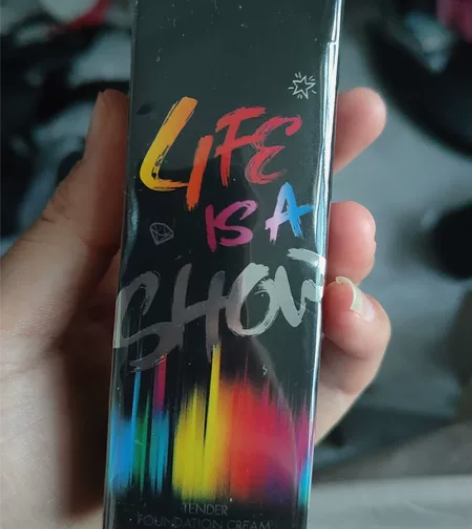 LIFE
IS A
SHOW
TENDER
FOUNDATION CREAM